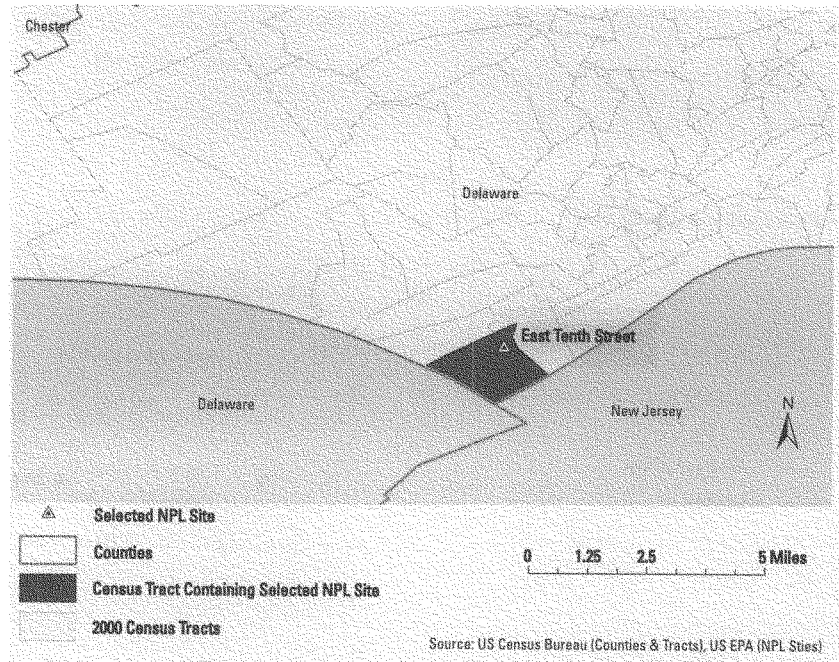 Chester
Delaware
East Tenth Street
Delaware
New Jersey
N
Selected NPL Site
Counties
Census Tract Containing Selected NPL Site
2000 Census Tracts
0 1.25 2.5 5 Miles
Source: US Census Bureau (Counties & Tracts), US EPA (NPL Sties)